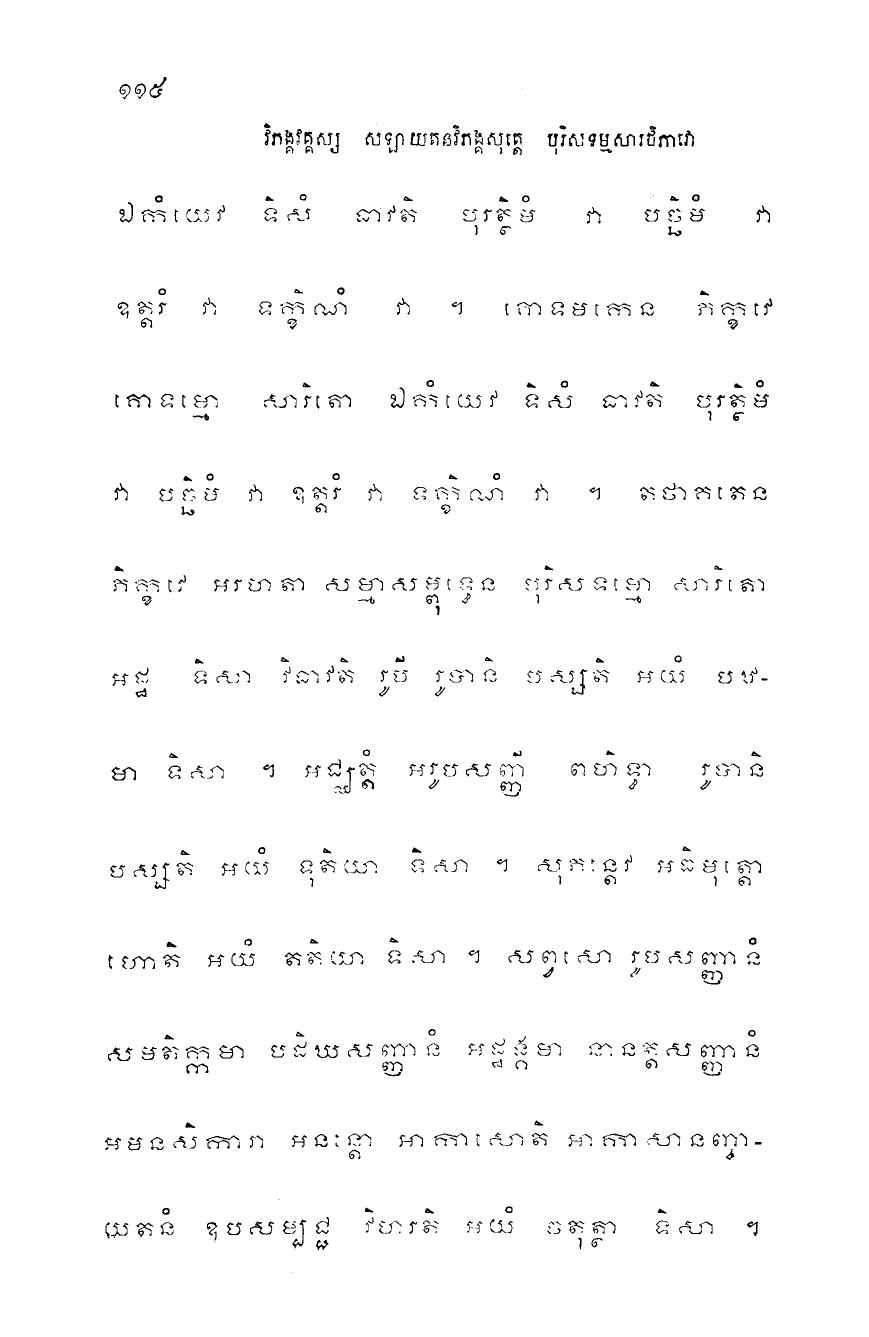 ១១៥
វិភង្គវគ្គស្ស សឡាយតនវិភង្គសុត្តេ បុរិសទម្មសារថិភាវោ
ឯកំយេវ ទិសំ ធាវតិ បុរត្ថិមំ វា បច្ឆិមំ វា
ឧត្តរំ វា ទក្ខិណំ វា ។ គោទមកេន ភិក្ខវេ
គោទម្មោ សារិតោ ឯកំយេវ ទិសំ ធាវតិ បុរត្ថិមំ
វា បច្ឆិមំ វា ឧត្តរំ វា ទក្ខិណំ វា ។ តថាគតេន
ភិក្ខវេ អរហតា សម្មាសម្ពុទ្ធេន បុរិសទម្មោ សារិតោ
អដ្ឋ ទិសា វិធាវតិ រូបី រូបានិ បស្សតិ អយំ បឋ-
មា ទិសា ។ អជ្ឈត្តំ អរូបសញ្ញី ពហិទ្ធា រូបានិ
បស្សតិ អយំ ទុតិយា ទិសា ។ សុភន្តេវ អធិមុត្តោ
ហោតិ អយំ តតិយា ទិសា ។ សព្វសោ រូបសញ្ញានំ
សមតិក្កមា បដិឃសញ្ញានំ អដ្ឋង្គមា នានត្តសញ្ញានំ
អមនសិការា អនន្តោ អាកាសោតិ អាកាសានញ្ចា-
យតនំ ឧបសម្បជ្ជ វិហរតិ អយំ ចតុត្ថា ទិសា ។